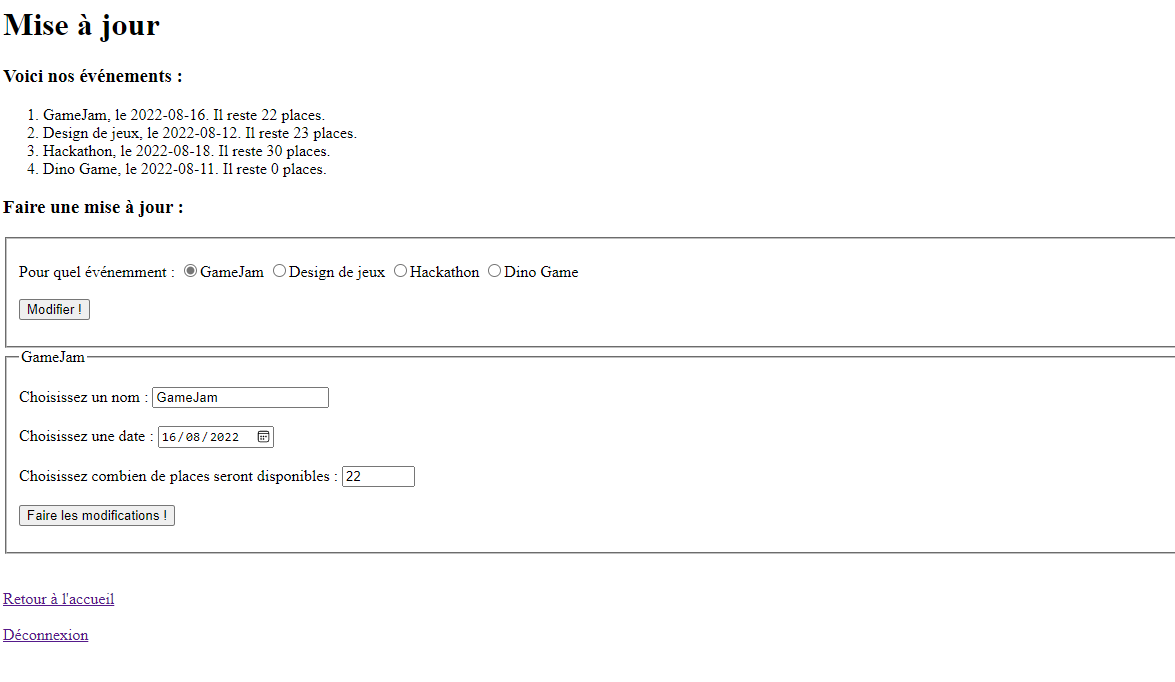 Mise à jour
Voici nos événements :
1. GameJam, le 2022-08-16. Il reste 22 places.
2. Design de jeux, le 2022-08-12. Il reste 23 places.
3. Hackathon, le 2022-08-18. Il reste 30 places.
4. Dino Game, le 2022-08-11. Il reste 0 places.
Faire une mise à jour :
Pour quel événemment : GameJam Design de jeux Hackathon Dino Game
Modifier !
GameJam
Choisissez un nom : GameJam
Choisissez une date : 16/08/2022
Choisissez combien de places seront disponibles : 22
Faire les modifications !
Retour à l'accueil
Déconnexion